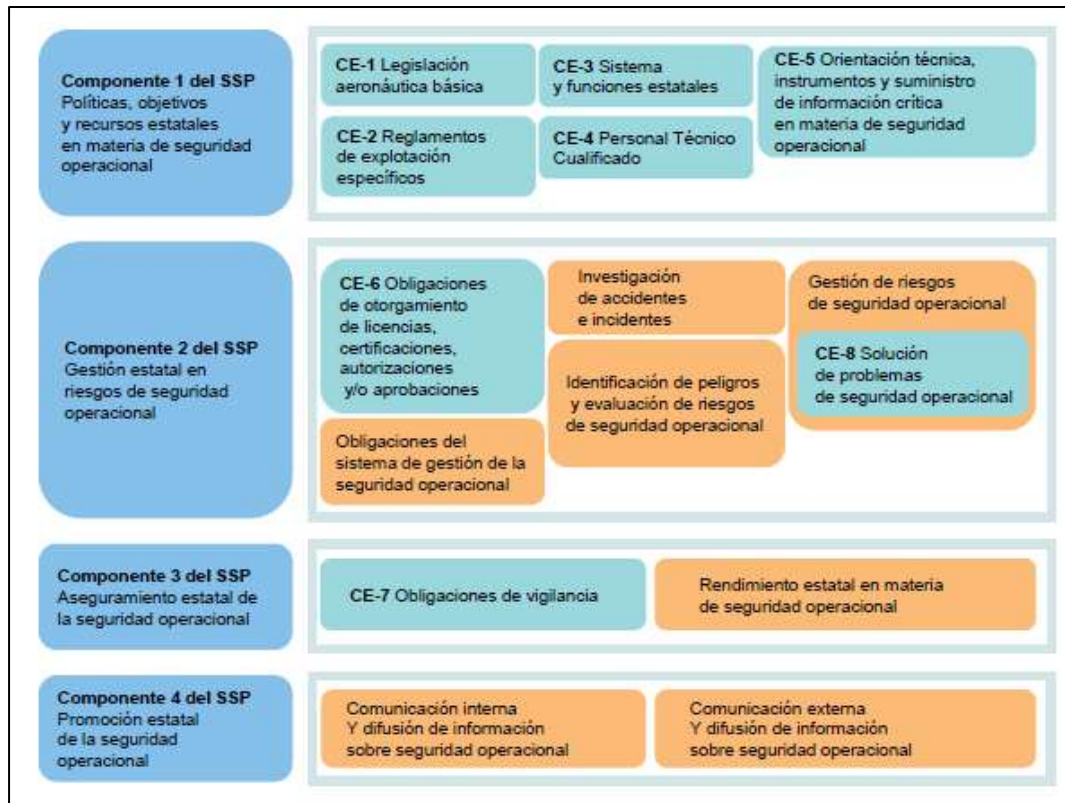 Componente 1 del SSP
Políticas, objetivos
y recursos estatales
en materia de seguridad
operacional
CE-1 Legislación
aeronáutica básica
CE-2 Reglamentos
de explotación
específicos
CE-3 Sistema
y funciones estatales
CE-4 Personal Técnico
Cualificado
CE-5 Orientación técnica,
instrumentos y suministro
de información crítica
en materia de seguridad
operacional
Componente 2 del SSP
Gestión estatal en
riesgos de seguridad
operacional
CE-6 Obligaciones
de otorgamiento
de licencias,
certificaciones,
autorizaciones
y/o aprobaciones
Obligaciones del
sistema de gestión de la
seguridad operacional
Investigación
de accidentes
e incidentes
Identificación de peligros
y evaluación de riesgos
de seguridad operacional
Gestión de riesgos
de seguridad operacional
CE-8 Solución
de problemas
de seguridad operacional
Componente 3 del SSP
Aseguramiento estatal de
la seguridad operacional
CE-7 Obligaciones de vigilancia
Rendimiento estatal en materia
de seguridad operacional
Componente 4 del SSP
Promoción estatal
de la seguridad
operacional
Comunicación interna
Y difusión de información
sobre seguridad operacional
Comunicación externa
Y difusión de información
sobre seguridad operacional